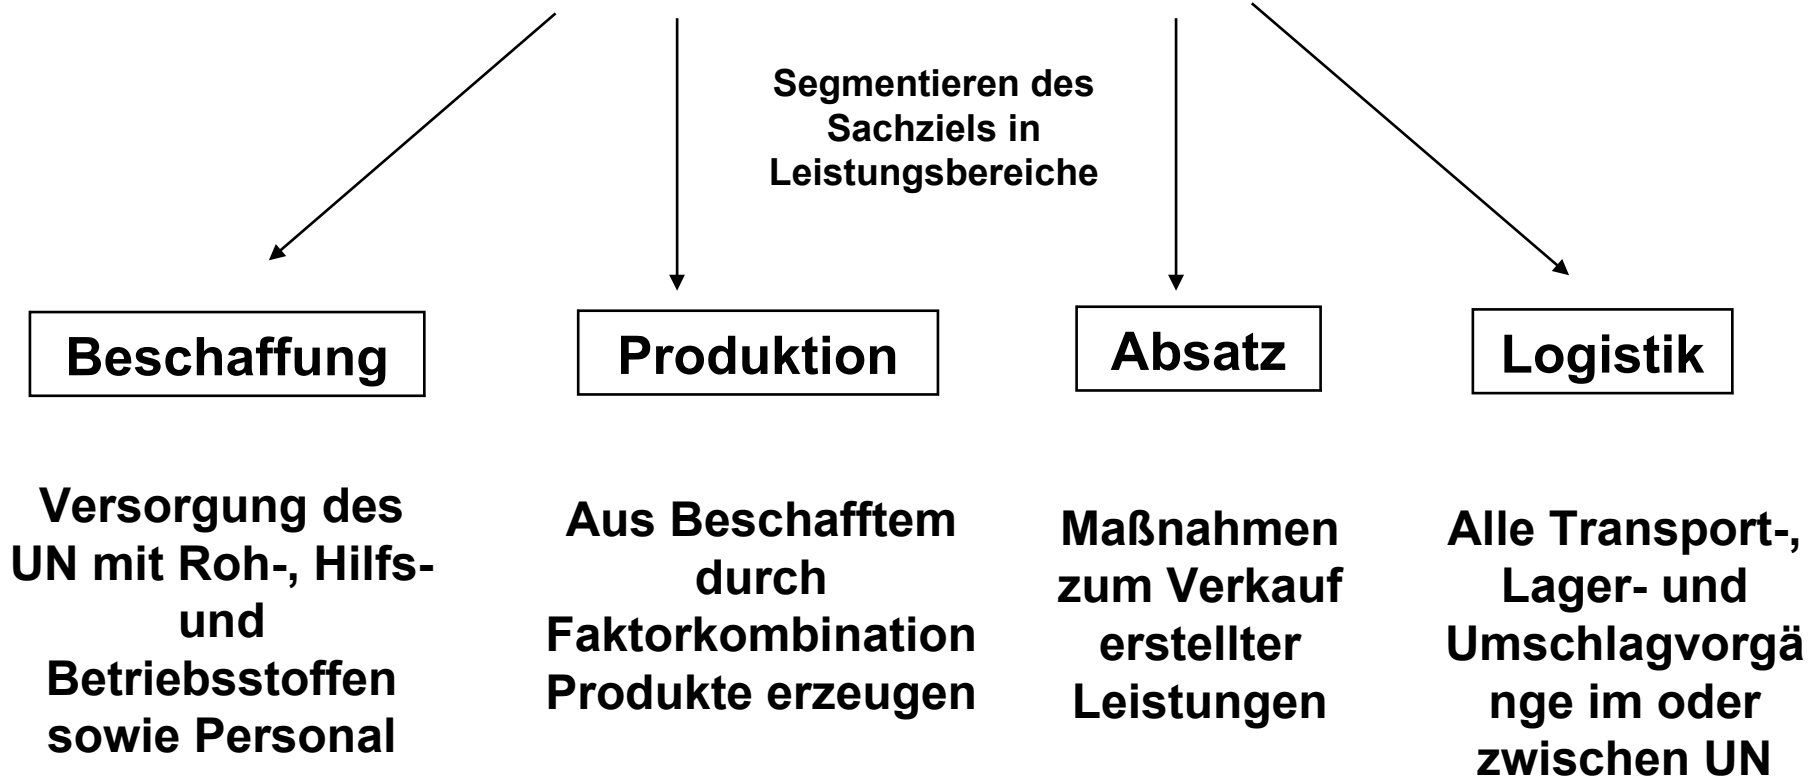 Segmentieren des
Sachziels in
Leistungsbereiche
Beschaffung
Produktion
Absatz
Logistik
Versorgung des
UN mit Roh-, Hilfs-
und
Betriebsstoffen
sowie Personal
Aus Beschafftem
durch
Faktorkombination
Produkte erzeugen
Maßnahmen
zum Verkauf
erstellter
Leistungen
Alle Transport-,
Lager- und
Umschlagvorgä
nge im oder
zwischen UN